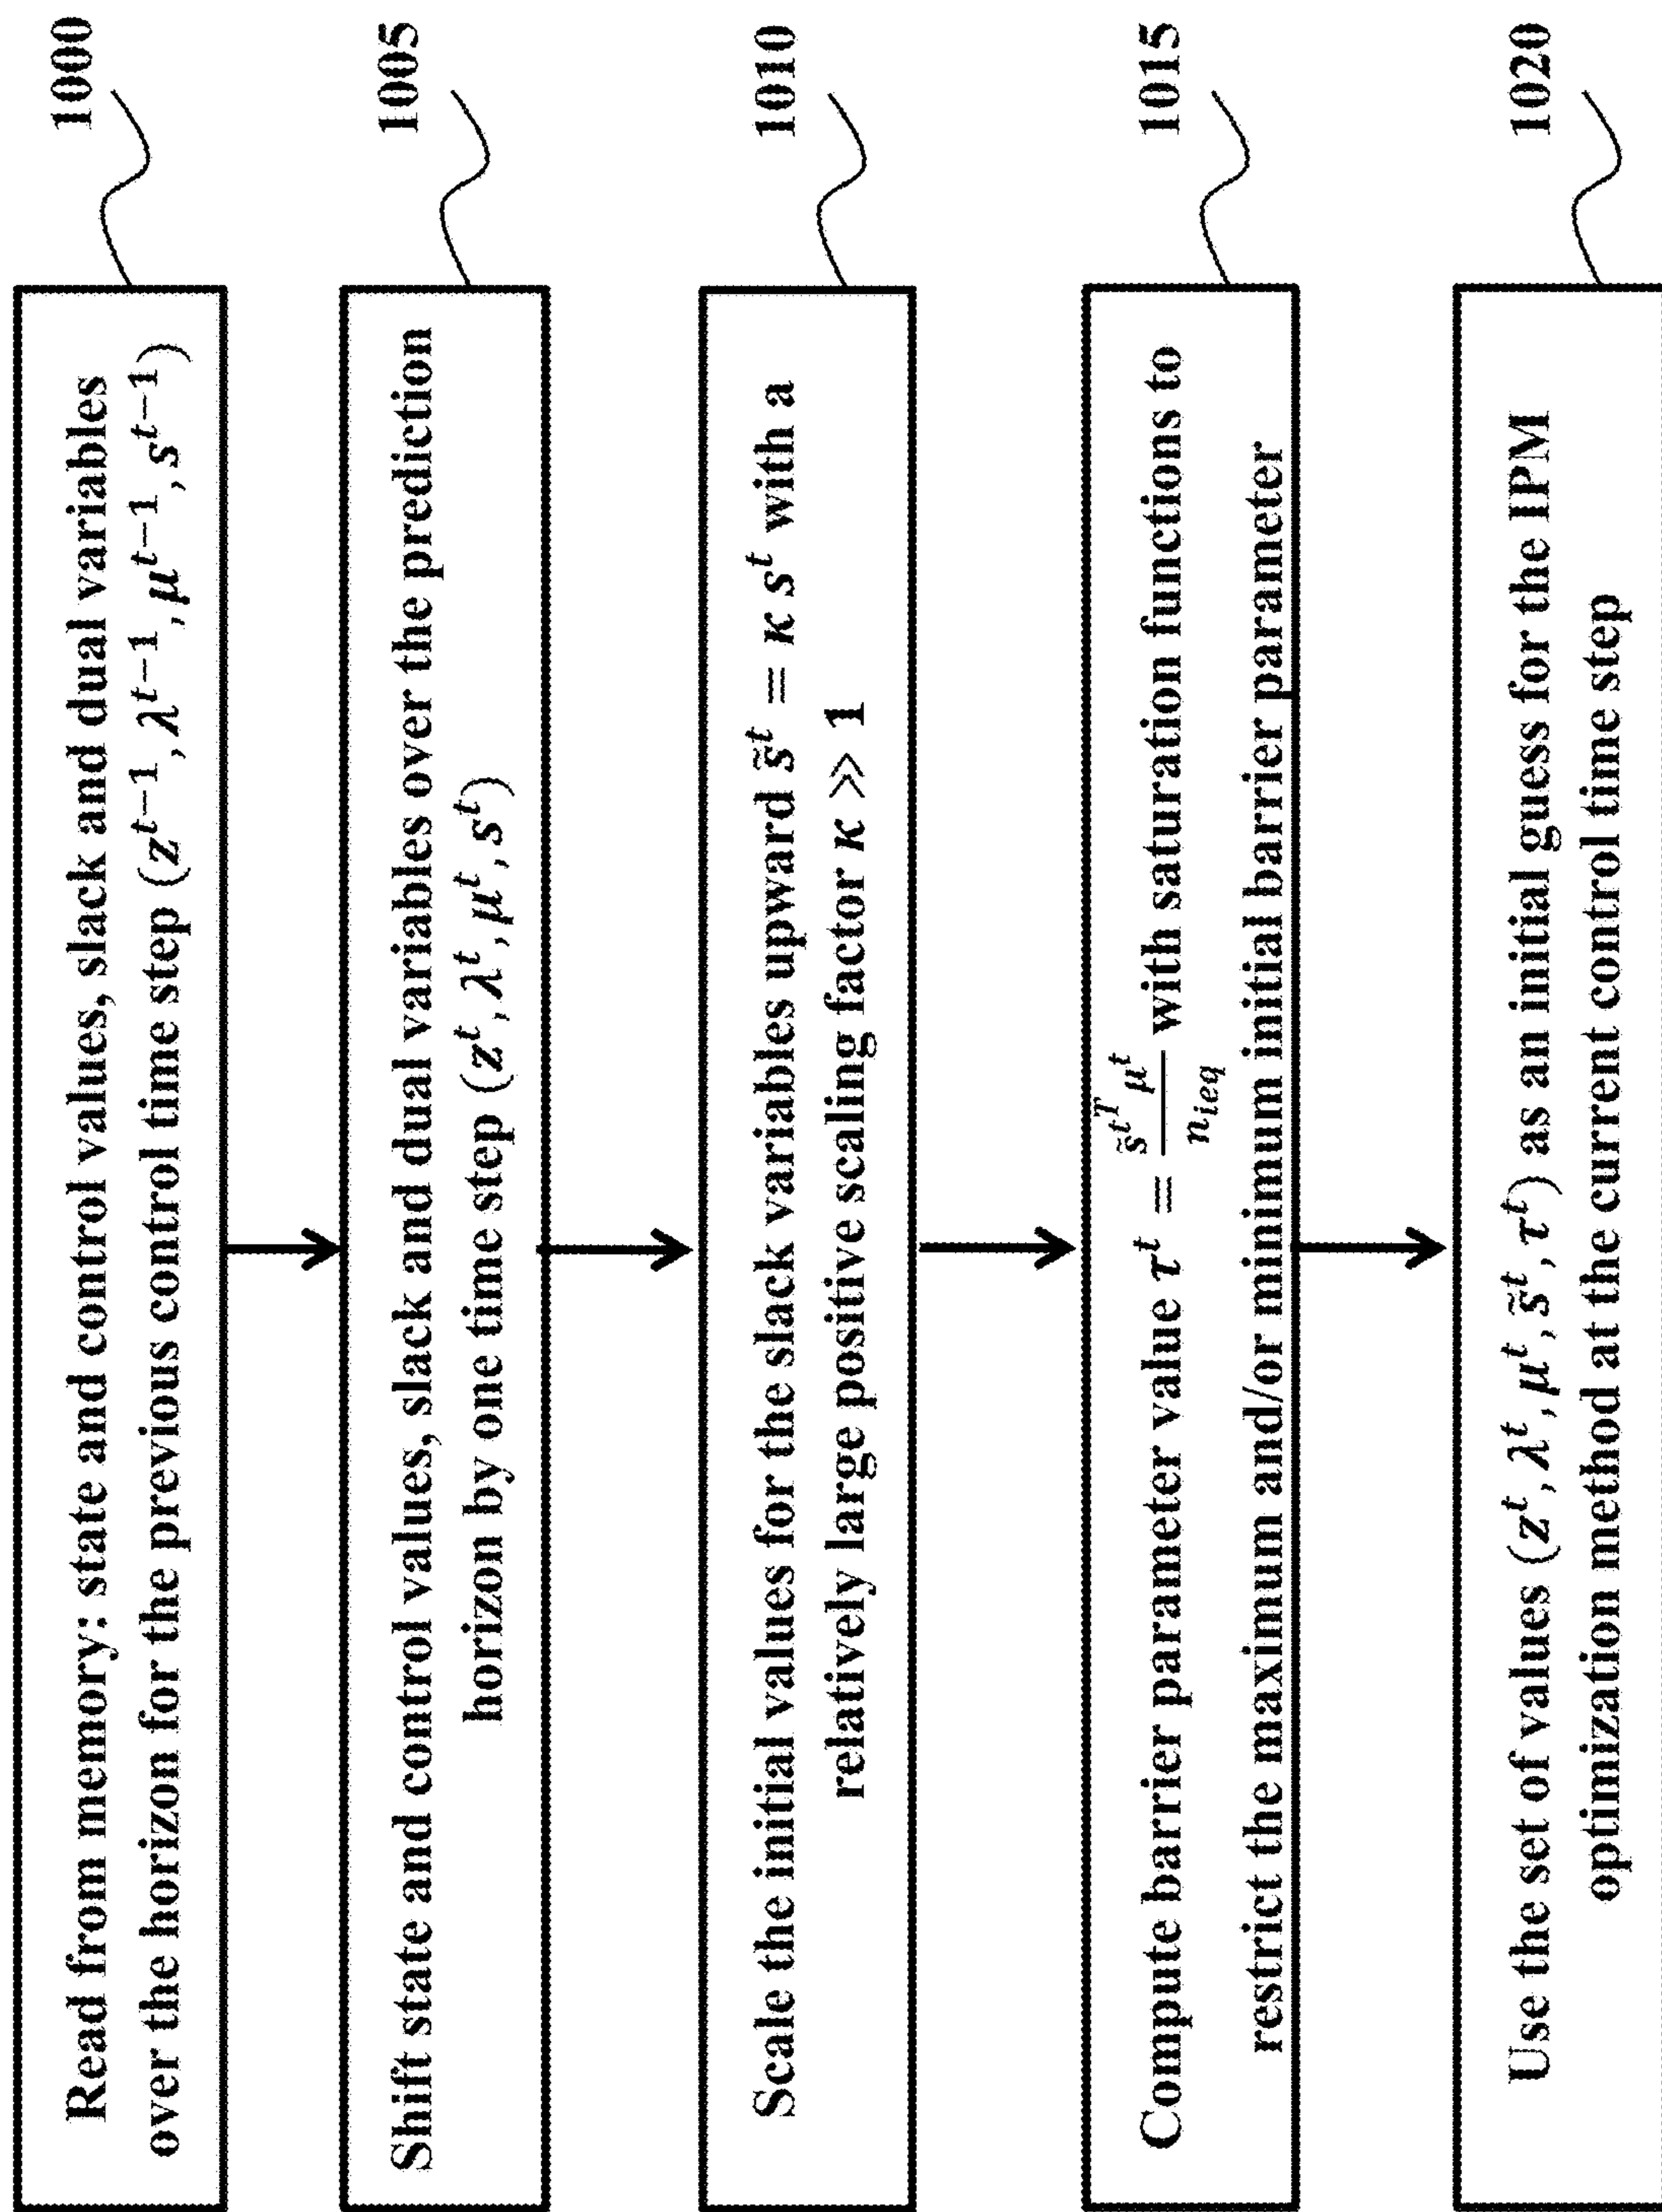 Read from memory: state and control values, slack and dual variables
over the horizon for the previous control time step (z^{t−1}, λ^{t−1}, μ^{t−1}, s^{t−1})
1000
Shift state and control values, slack and dual variables over the prediction
horizon by one time step (z^t, λ^t, μ^t, s^t)
1005
Scale the initial values for the slack variables upward s̃^t = κ s^t with a
relatively large positive scaling factor κ ≫ 1
1010
Compute barrier parameter value τ^t = \frac{s̃^{t^T} μ^t}{n_{ieq}} with saturation functions to
restrict the maximum and/or minimum initial barrier parameter
1015
Use the set of values (z^t, λ^t, μ^t, s̃^t, τ^t) as an initial guess for the IPM
optimization method at the current control time step
1020